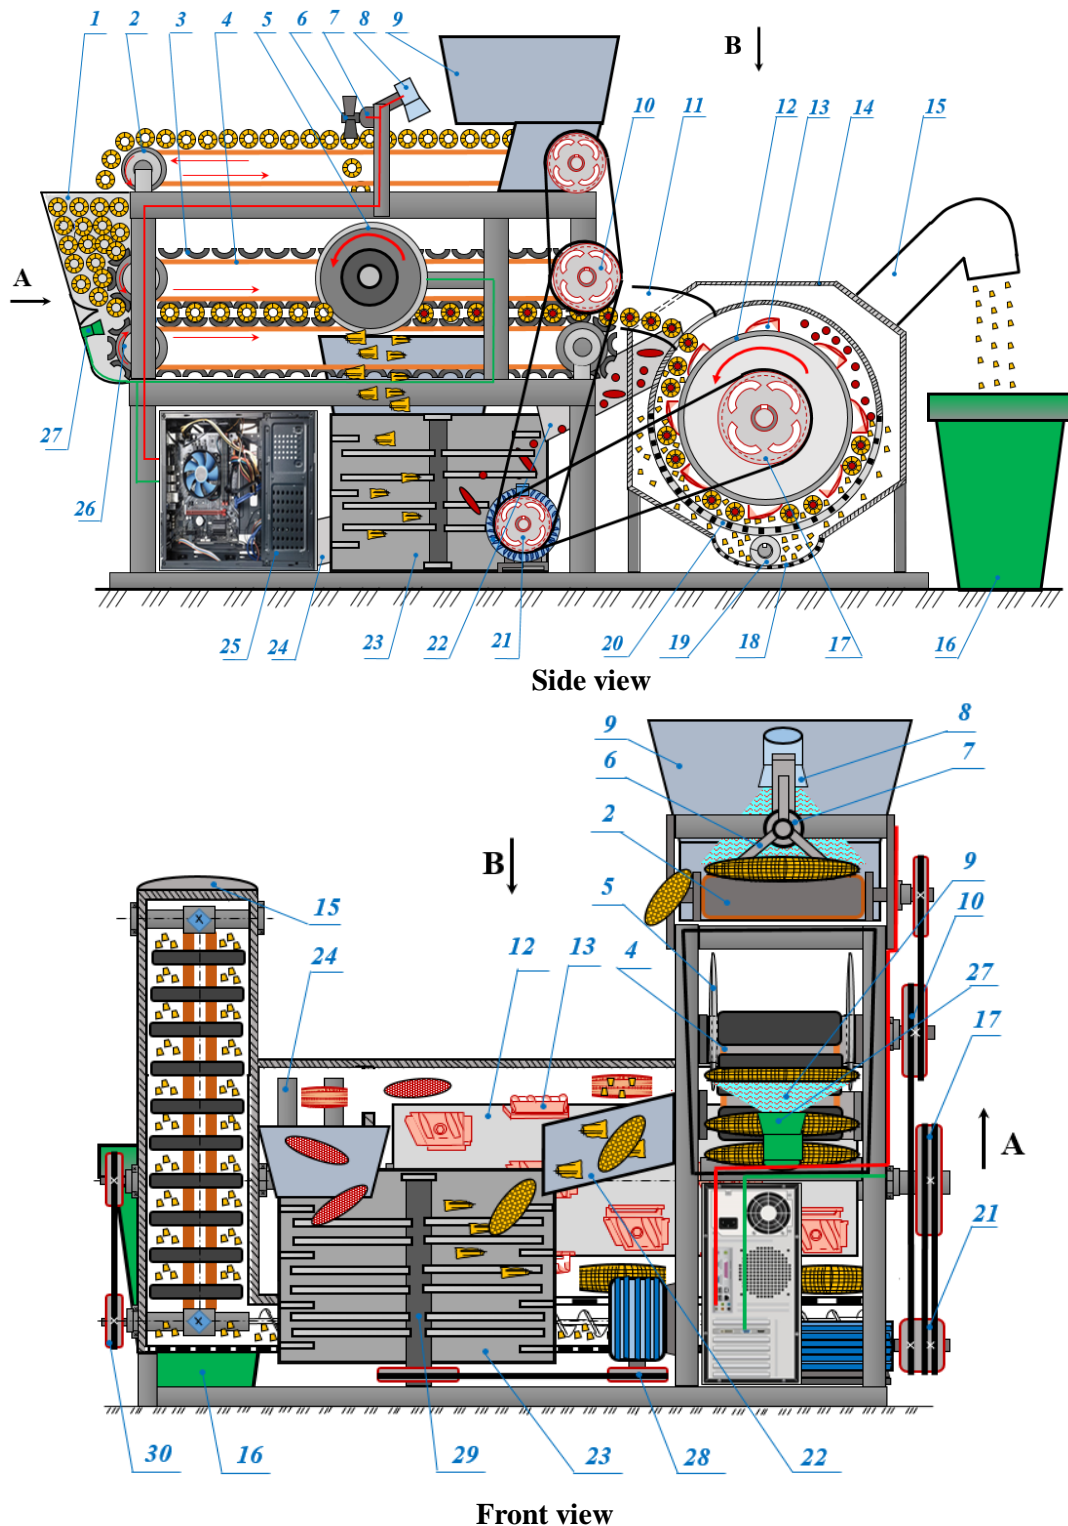 1 2 3 4 5 6 7 8 9
B
10 11 12 13 14 15
A
27
26
25 24 23 22 21 20 19 18 17 16
Side view
9 8
6 7
2
B
5 9
15 10
24 12 13 4 27
17
A
21
30 16 29 23 28 22
Front view